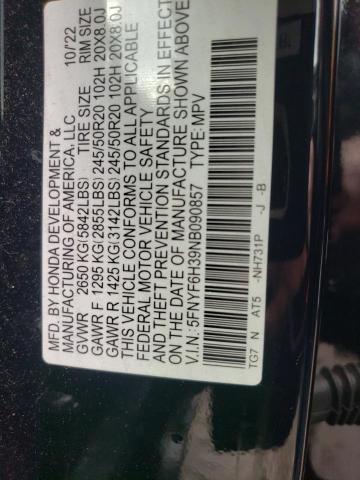 MFD. BY HONDA DEVELOPMENT & 10/'22
MANUFACTURING OF AMERICA, LLC
TIRE SIZE RIM SIZE
GVWR 2650 KG(5842LBS)
GAWR F 1295 KG(2855LBS) 245/50R20 102H 20X8.0J
GAWR R 1425 KG(3142LBS) 245/50R20 102H 20X8.0J
THIS VEHICLE CONFORMS TO ALL APPLICABLE
FEDERAL MOTOR VEHICLE SAFETY
AND THEFT PREVENTION STANDARDS IN EFFECT
ON THE DATE OF MANUFACTURE SHOWN ABOVE
V.I.N.: 5FNYF6H39NB090857 TYPE: MPV
TG7 N AT5 -NH731P -J -B